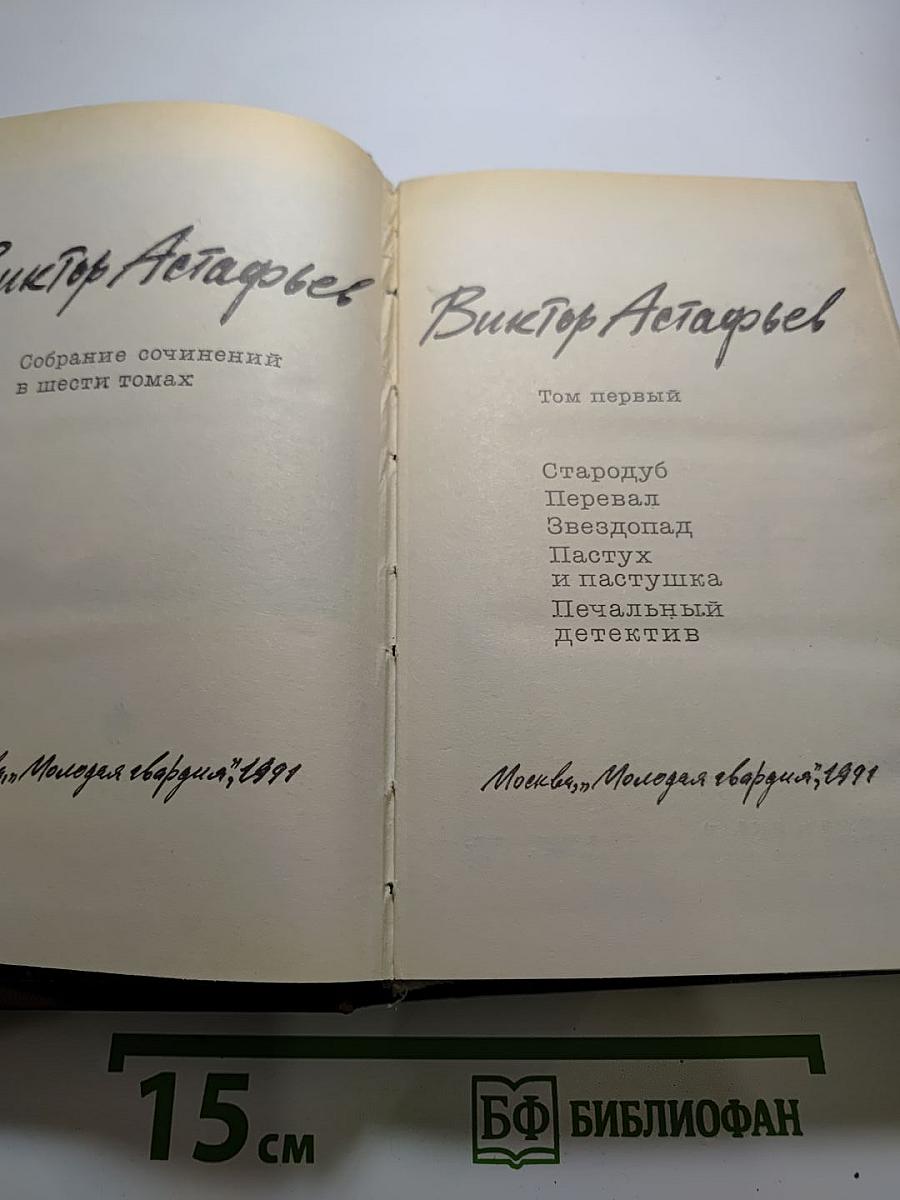 Виктор Астафьев
Собрание сочинений
в шести томах
"Молодая гвардия", 1991
Виктор Астафьев
Том первый
Стародуб
Перевал
Звездопад
Пастух
и пастушка
Печальный
детектив
Москва, „Молодая гвардия", 1991
15 см
БФ БИБЛИОФАН